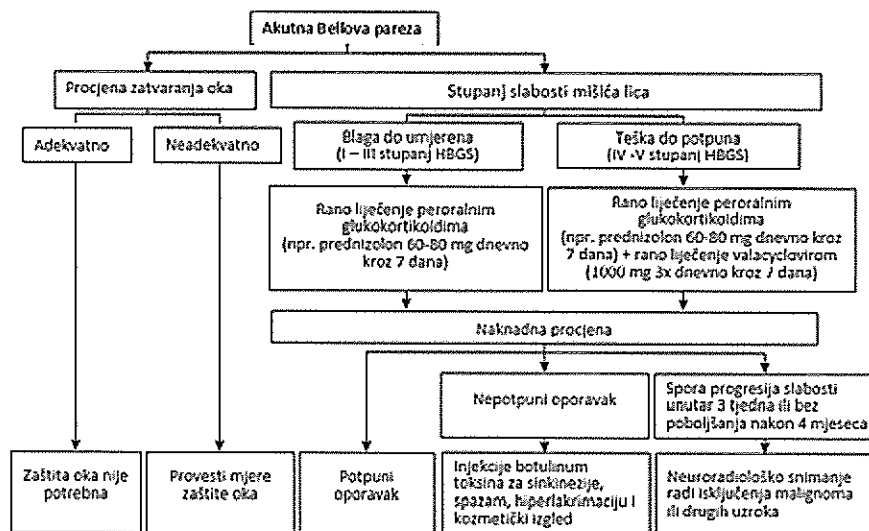 Akutna Bellova pareza
Procjena zatvaranja oka
Stupanj slabosti mišića lica
Adekvatno
Neadekvatno
Blaga do umjerena
(I – III stupanj HBGS)
Teška do potpuna
(IV -V stupanj HBGS)
Rano liječenje peroralnim
glukokortikoidima
(npr. prednizolon 60-80 mg dnevno
kroz 7 dana)
Rano liječenje peroralnim
glukokortikoidima
(npr. prednizolon 60-80 mg dnevno kroz
7 dana) + rano liječenje valacyclovirom
(1000 mg 3x dnevno kroz 7 dana)
Naknadna procjena
Nepotpuni oporavak
Spora progresija slabosti
unutar 3 tjedna ili bez
poboljšanja nakon 4 mjeseca
Zaštita oka nije
potrebna
Provesti mjere
zaštite oka
Potpuni
oporavak
Injekcije botulinum
toksina za sinkinezije,
spazam, hiperlakrimaciju i
kozmetički izgled
Neuroradiološko snimanje
radi isključenja malignoma
ili drugih uzroka